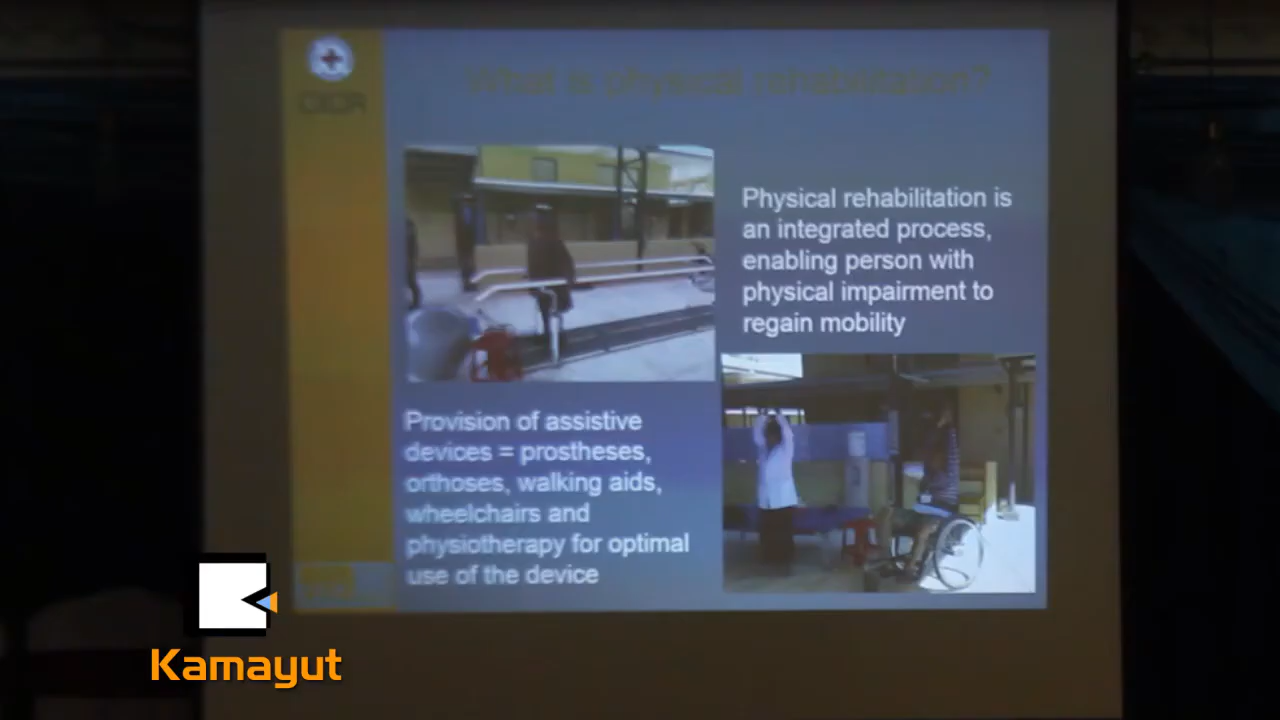 What is physical rehabilitation?
Physical rehabilitation is
an integrated process,
enabling person with
physical impairment to
regain mobility
Provision of assistive
devices = prostheses,
orthoses, walking aids,
wheelchairs and
physiotherapy for optimal
use of the device
Kamayut